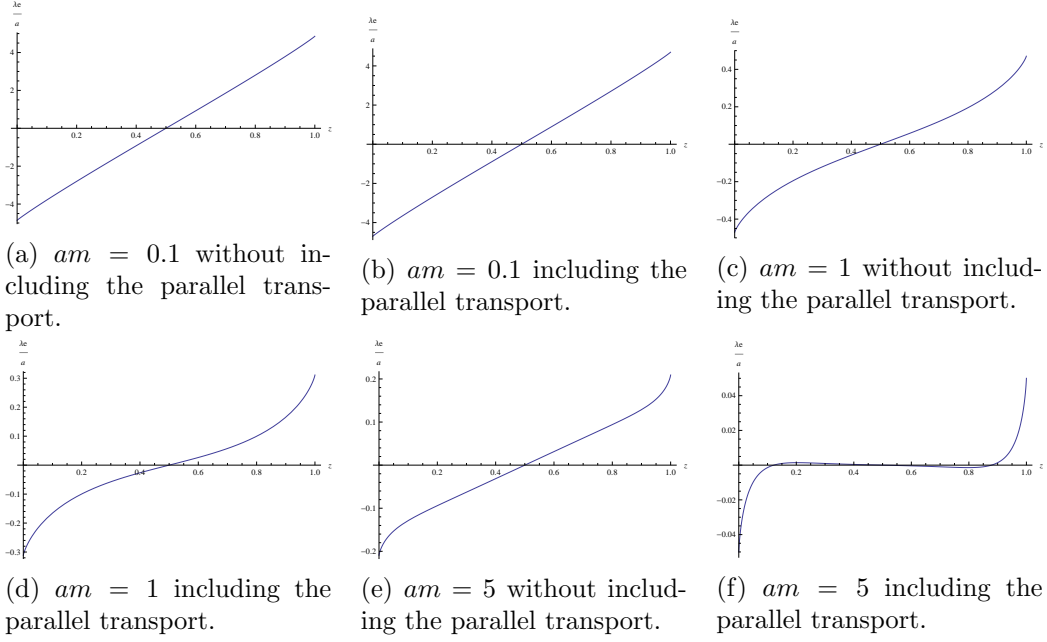 λe
a
4
2
−2
−4
0.2 0.4 0.6 0.8 1.0 z
(a) am = 0.1 without in-
cluding the parallel trans-
port.
λe
a
4
2
−2
−4
0.2 0.4 0.6 0.8 1.0 z
(b) am = 0.1 including the
parallel transport.
λe
a
0.4
0.2
−0.2
−0.4
0.2 0.4 0.6 0.8 1.0 z
(c) am = 1 without includ-
ing the parallel transport.
λe
a
0.3
0.2
0.1
−0.1
−0.2
−0.3
0.2 0.4 0.6 0.8 1.0 z
(d) am = 1 including the
parallel transport.
λe
a
0.2
0.1
−0.1
−0.2
0.2 0.4 0.6 0.8 1.0 z
(e) am = 5 without includ-
ing the parallel transport.
λe
a
0.04
0.02
−0.02
−0.04
0.2 0.4 0.6 0.8 1.0 z
(f) am = 5 including the
parallel transport.